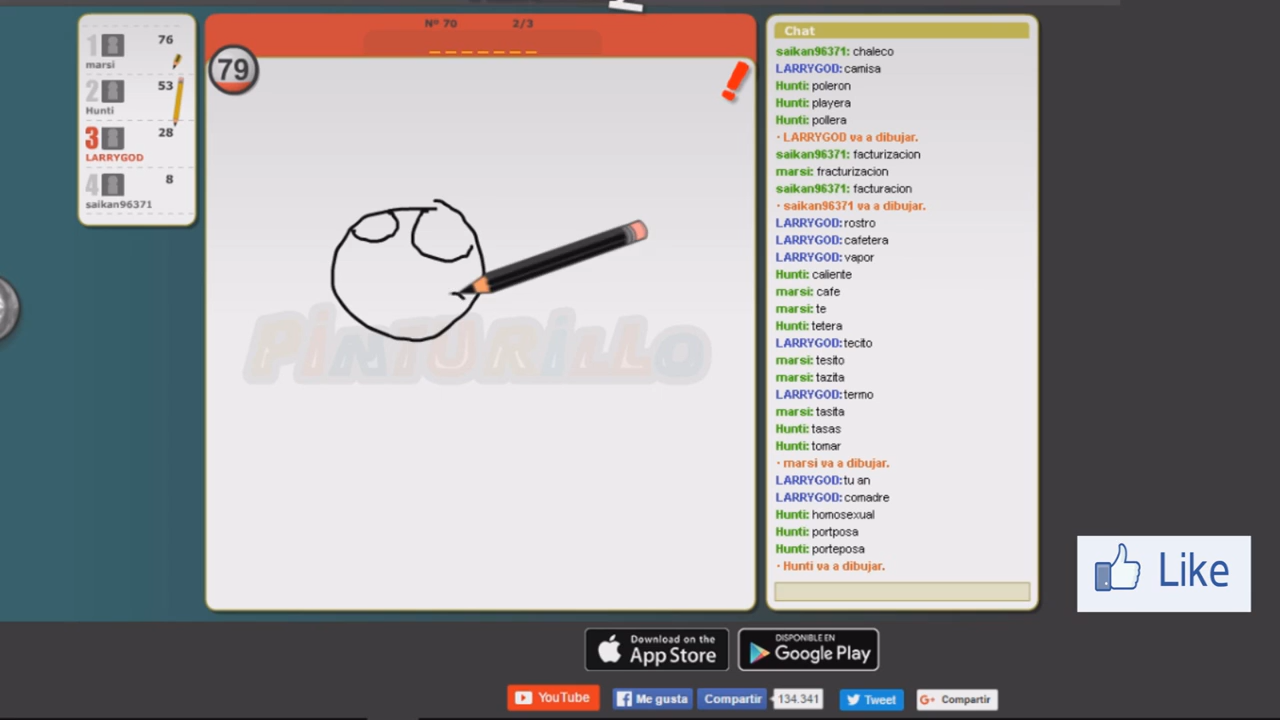 1 76
marsi
2 53
Hunti
3 28
LARRYGOD
4 8
saikan96371
Nº 70 2/3
_ _ _ _ _ _ _
79
PINTURILLO
Chat
saikan96371: chaleco
LARRYGOD: camisa
Hunti: poleron
Hunti: playera
Hunti: pollera
· LARRYGOD va a dibujar.
saikan96371: facturizacion
marsi: fracturizacion
saikan96371: facturacion
· saikan96371 va a dibujar.
LARRYGOD: rostro
LARRYGOD: cafetera
LARRYGOD: vapor
Hunti: caliente
marsi: cafe
marsi: te
Hunti: tetera
LARRYGOD: tecito
marsi: tesito
marsi: tazita
LARRYGOD: termo
marsi: tasita
Hunti: tasas
Hunti: tomar
· marsi va a dibujar.
LARRYGOD: tu an
LARRYGOD: comadre
Hunti: homosexual
Hunti: portposa
Hunti: porteposa
· Hunti va a dibujar.
Like
Download on the
App Store
DISPONIBLE EN
Google Play
YouTube
Me gusta
Compartir
134.341
Tweet
G+ Compartir